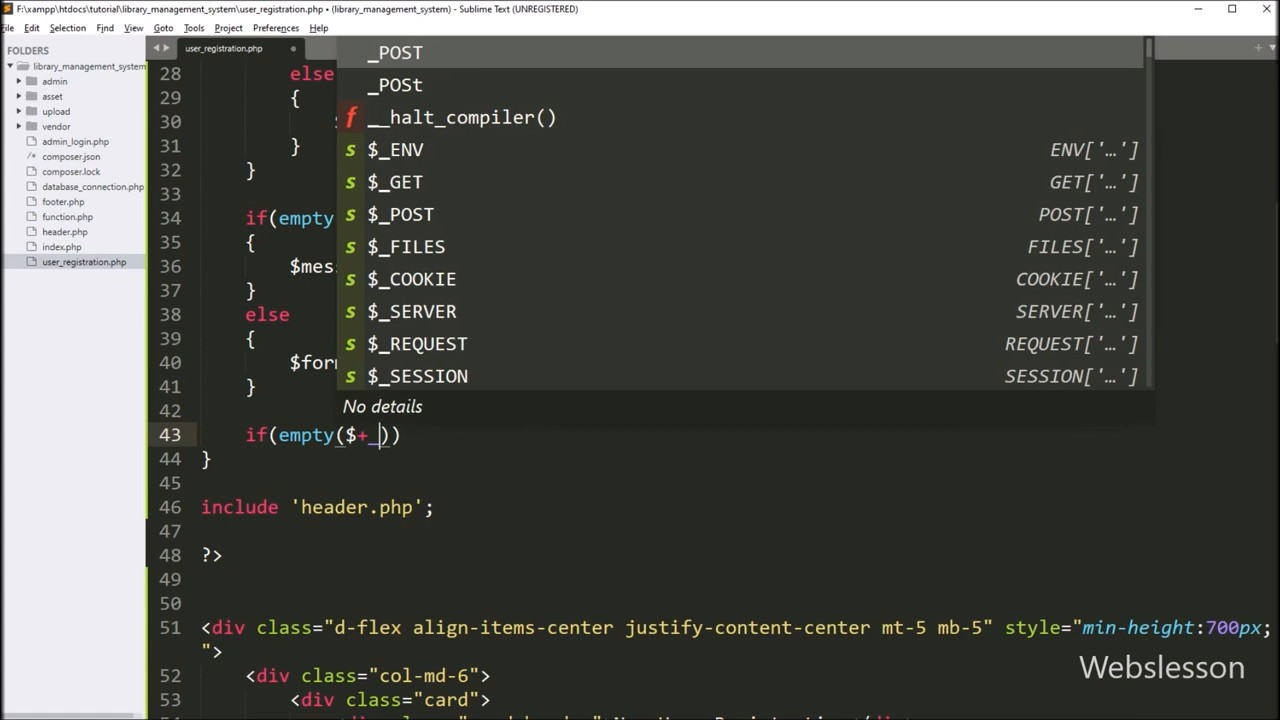 F:\xampp\htdocs\tutorial\library_management_system\user_registration.php • (library_management_system) - Sublime Text (UNREGISTERED)
File Edit Selection Find View Goto Tools Project Preferences Help
FOLDERS
library_management_system
admin
asset
upload
vendor
admin_login.php
composer.json
composer.lock
database_connection.php
footer.php
function.php
header.php
index.php
user_registration.php
user_registration.php
28 else
29 {
30
31 }
32 }
33
34 if(empty
35 {
36 $mess
37 }
38 else
39 {
40 $form
41 }
42
43 if(empty($+_))
44 }
45
46 include 'header.php';
47
48 ?>
49
50
51 <div class="d-flex align-items-center justify-content-center mt-5 mb-5" style="min-height:700px;
">
52 <div class="col-md-6">
53 <div class="card">
_POST
_POSt
f __halt_compiler()
s $_ENV ENV['…']
s $_GET GET['…']
s $_POST POST['…']
s $_FILES FILES['…']
s $_COOKIE COOKIE['…']
s $_SERVER SERVER['…']
s $_REQUEST REQUEST['…']
s $_SESSION SESSION['…']
No details
Webslesson